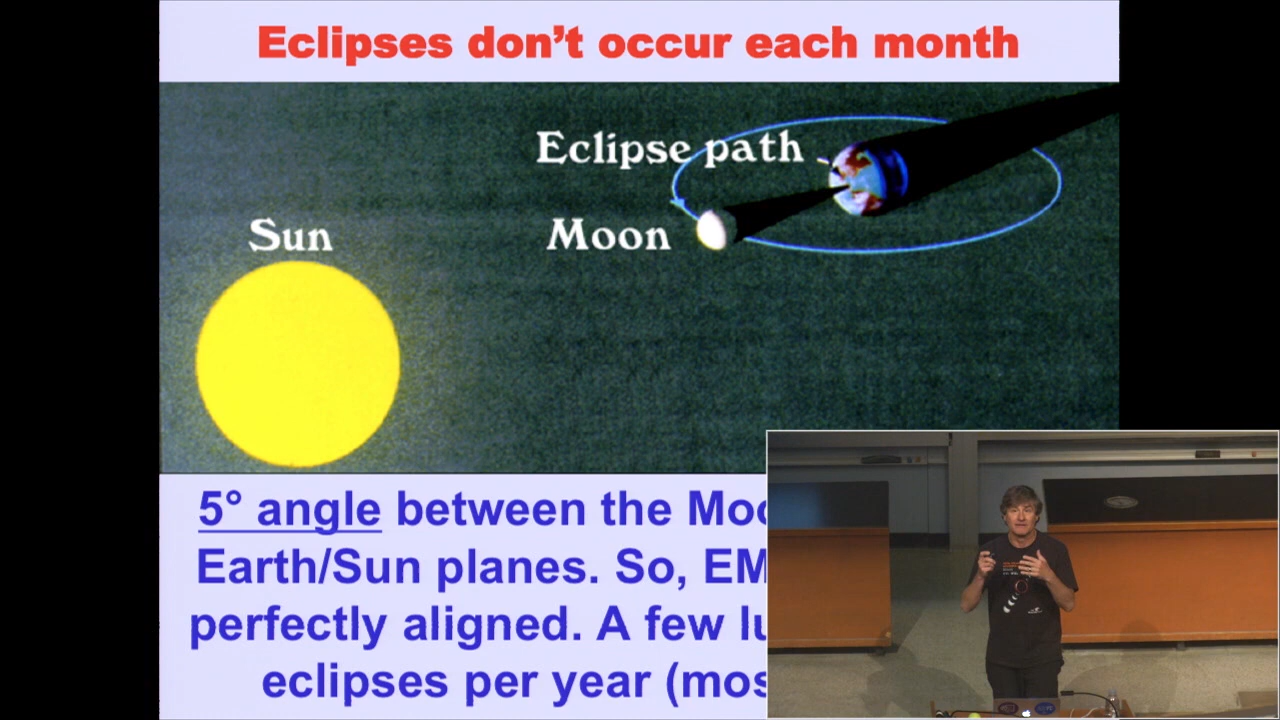 Eclipses don't occur each month
Eclipse path
Moon
Sun
5° angle between the Moo
Earth/Sun planes. So, EM
perfectly aligned. A few lu
eclipses per year (mos